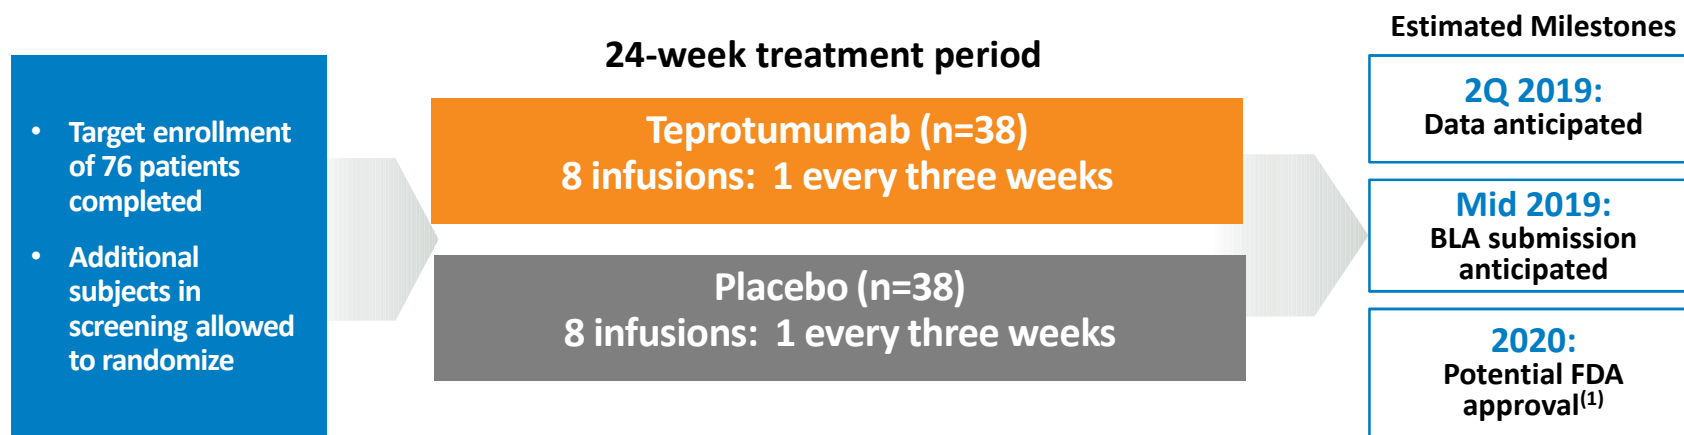 • Target enrollment
of 76 patients
completed
• Additional
subjects in
screening allowed
to randomize
24-week treatment period
Teprotumumab (n=38)
8 infusions:  1 every three weeks
Placebo (n=38)
8 infusions:  1 every three weeks
Estimated Milestones
2Q 2019:
Data anticipated
Mid 2019:
BLA submission
anticipated
2020:
Potential FDA
approval(1)